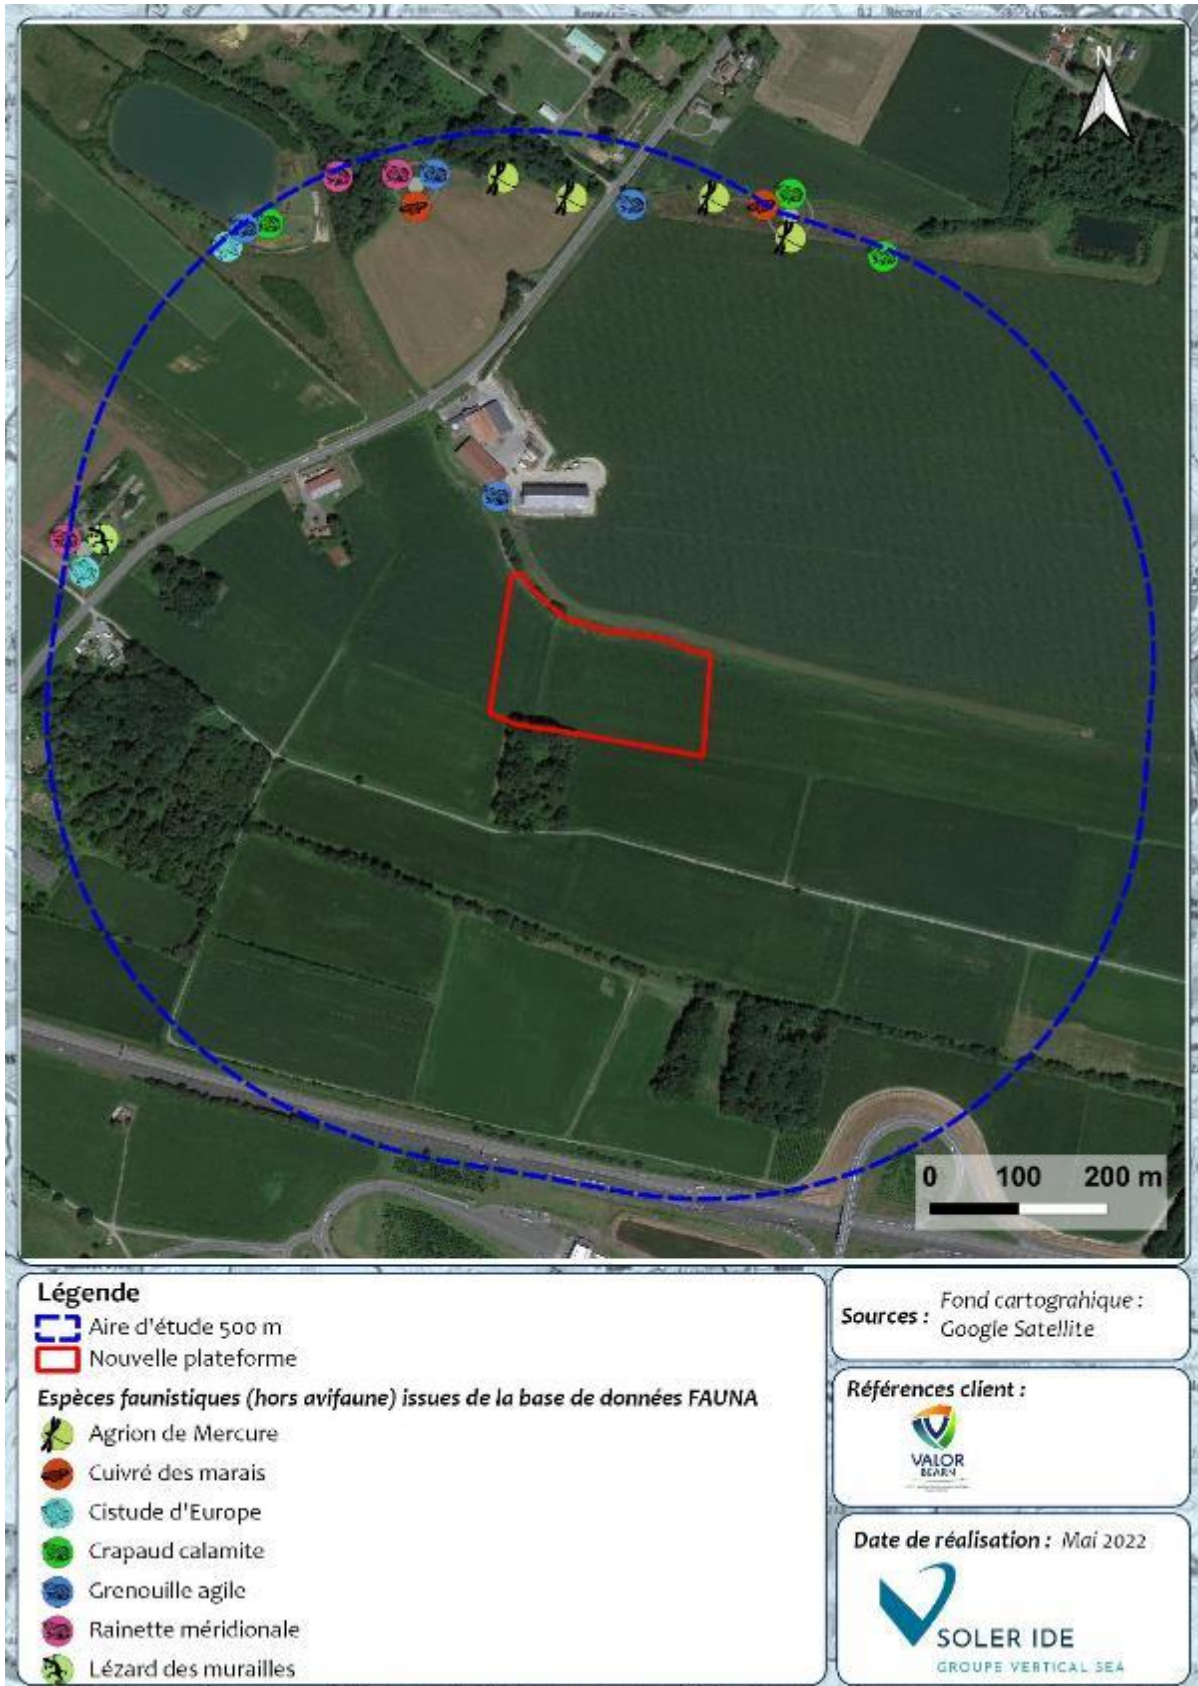 N
0 100 200 m
Légende
Aire d'étude 500 m
Nouvelle plateforme
Espèces faunistiques (hors avifaune) issues de la base de données FAUNA
Agrion de Mercure
Cuivré des marais
Cistude d'Europe
Crapaud calamite
Grenouille agile
Rainette méridionale
Lézard des murailles
Sources : Fond cartograhique :
Google Satellite
Références client :
VALOR
BEARN
Date de réalisation : Mai 2022
SOLER IDE
GROUPE VERTICAL SEA